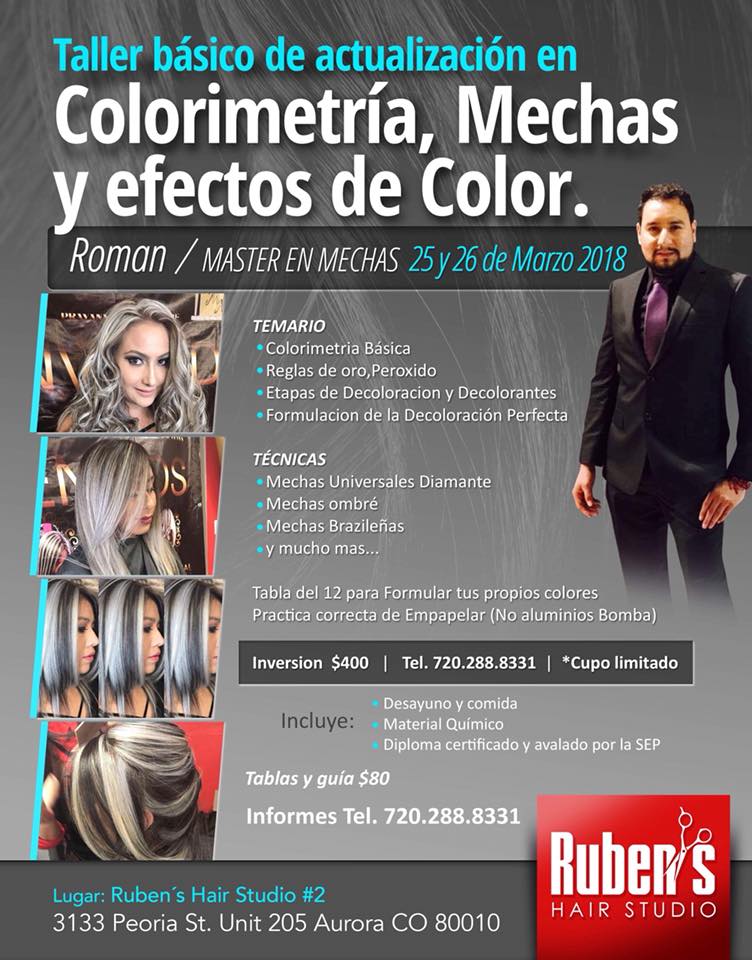 Taller básico de actualización en
Colorimetría, Mechas
y efectos de Color.
Roman / MASTER EN MECHAS 25 y 26 de Marzo 2018
TEMARIO
• Colorimetria Básica
• Reglas de oro,Peroxido
• Etapas de Decoloracion y Decolorantes
• Formulacion de la Decoloración Perfecta
TÉCNICAS
• Mechas Universales Diamante
• Mechas ombré
• Mechas Brazileñas
• y mucho mas...
Tabla del 12 para Formular tus propios colores
Practica correcta de Empapelar (No aluminios Bomba)
Inversion $400 | Tel. 720.288.8331 | *Cupo limitado
Incluye:
• Desayuno y comida
• Material Químico
• Diploma certificado y avalado por la SEP
Tablas y guía $80
Informes Tel. 720.288.8331
Ruben's
HAIR STUDIO
Lugar: Ruben´s Hair Studio #2
3133 Peoria St. Unit 205 Aurora CO 80010